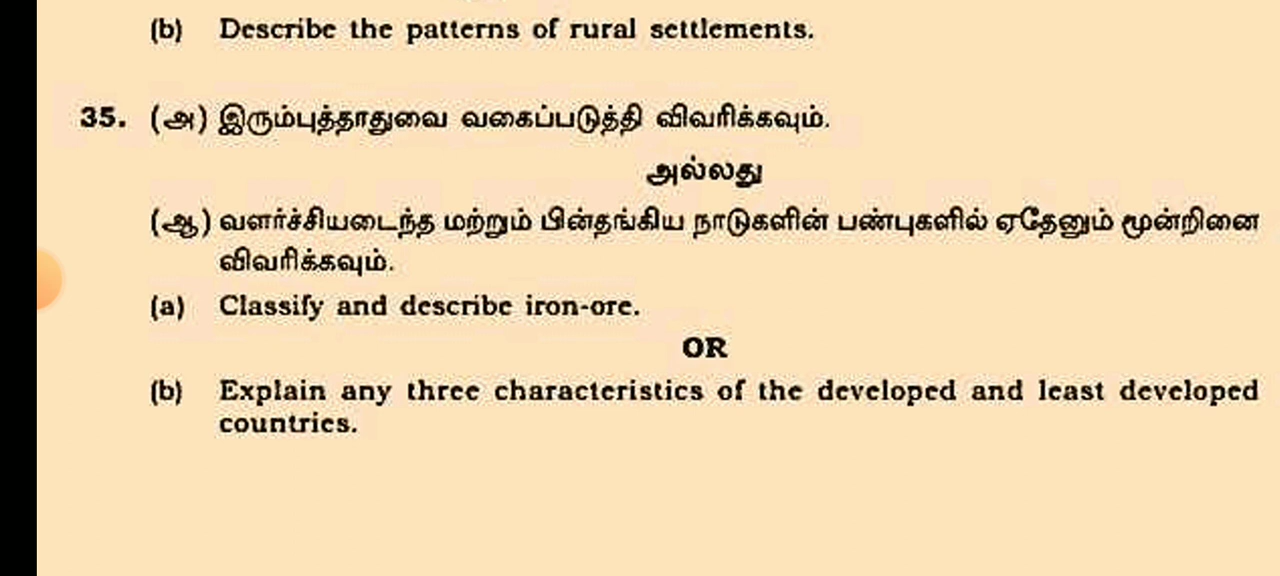 (b) Describe the patterns of rural settlements.
35. (அ) இரும்புத்தாதுவை வகைப்படுத்தி விவரிக்கவும்.
அல்லது
(ஆ) வளர்ச்சியடைந்த மற்றும் பின்தங்கிய நாடுகளின் பண்புகளில் ஏதேனும் மூன்றினை
விவரிக்கவும்.
(a) Classify and describe iron-ore.
OR
(b) Explain any three characteristics of the developed and least developed
countries.